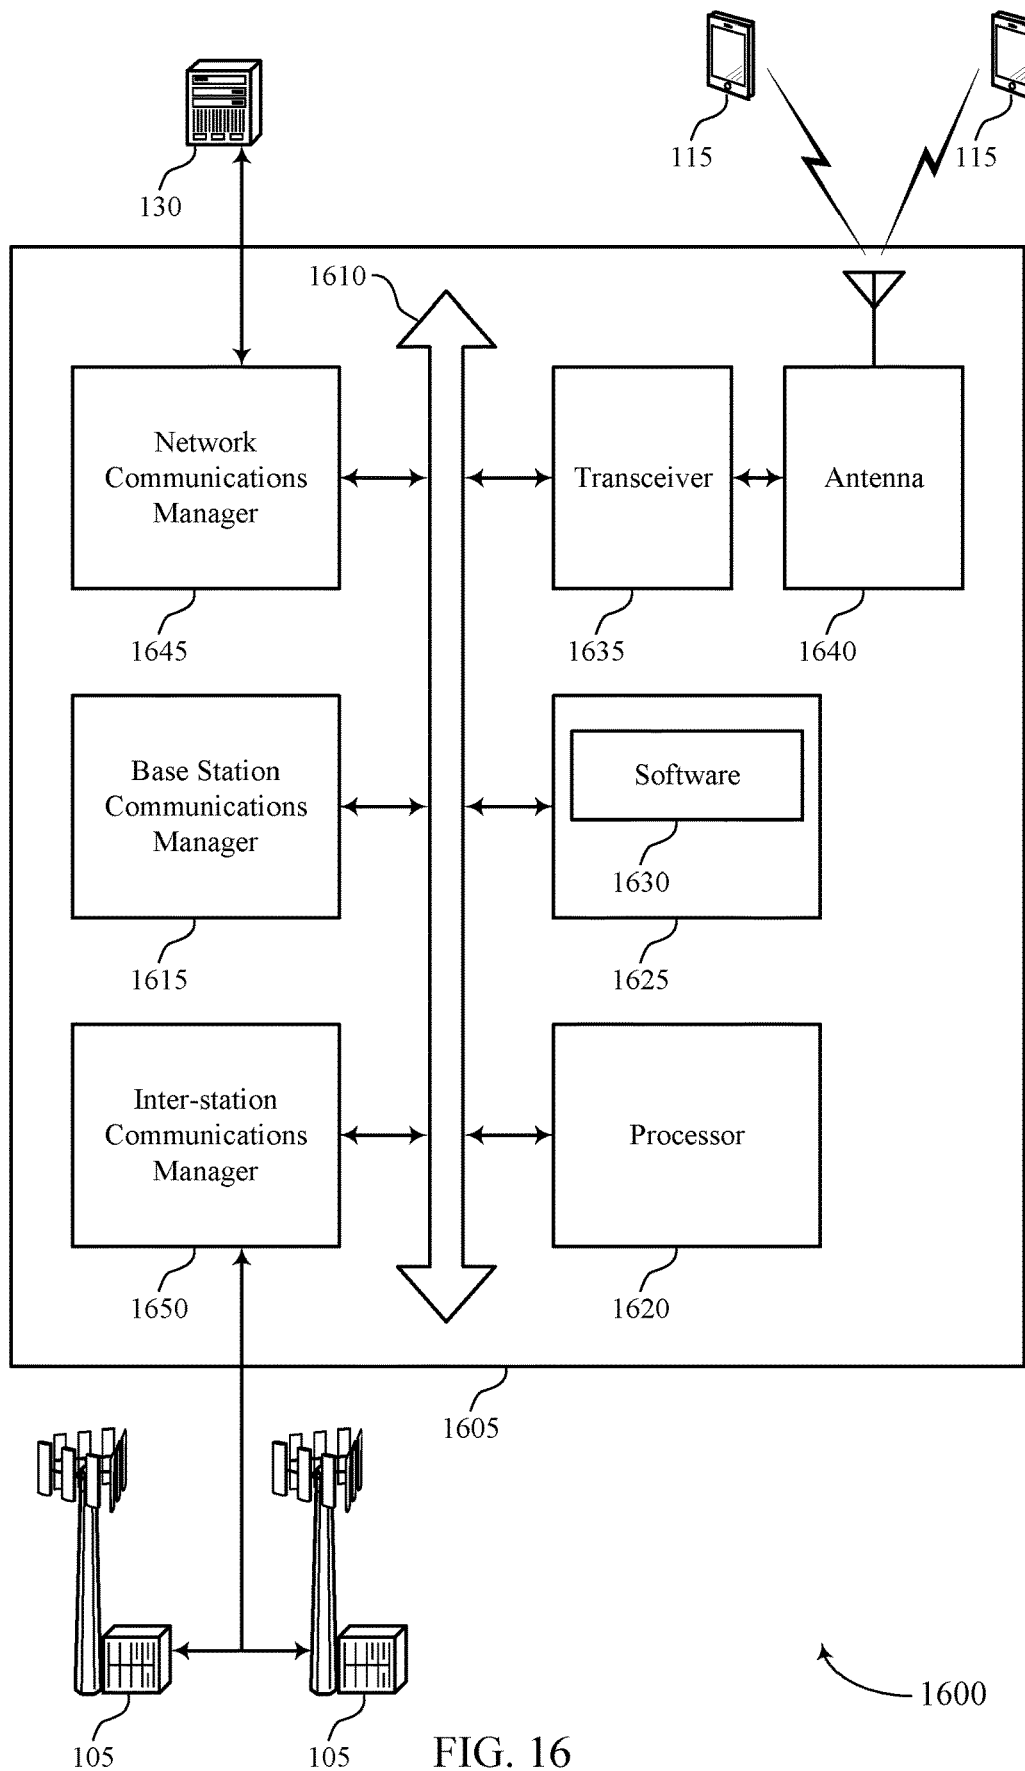 115
115
130
1610
Network
Communications
Manager
Transceiver
Antenna
1645
1635
1640
Base Station
Communications
Manager
Software
1630
1615
1625
Inter-station
Communications
Manager
Processor
1650
1620
1605
1600
105
105
FIG. 16